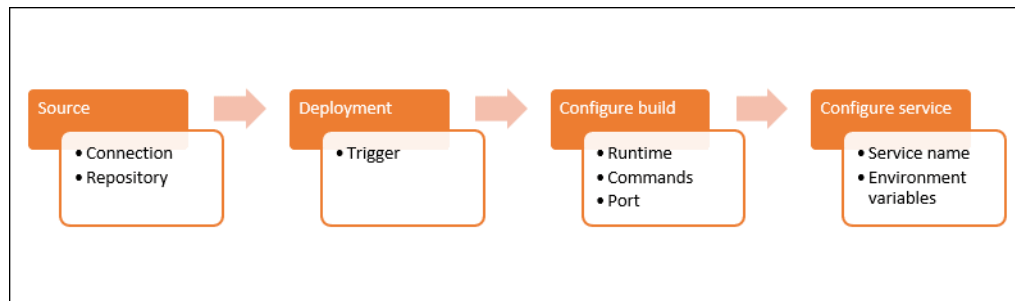 Source
• Connection
• Repository
Deployment
• Trigger
Configure build
• Runtime
• Commands
• Port
Configure service
• Service name
• Environment
variables